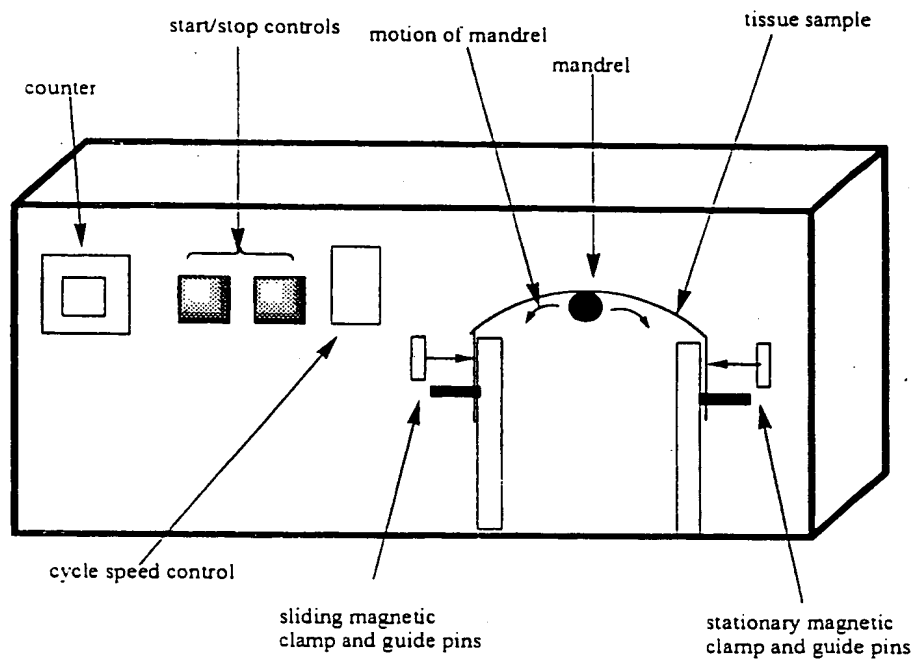 start/stop controls
motion of mandrel
tissue sample
mandrel
counter
cycle speed control
sliding magnetic
clamp and guide pins
stationary magnetic
clamp and guide pins